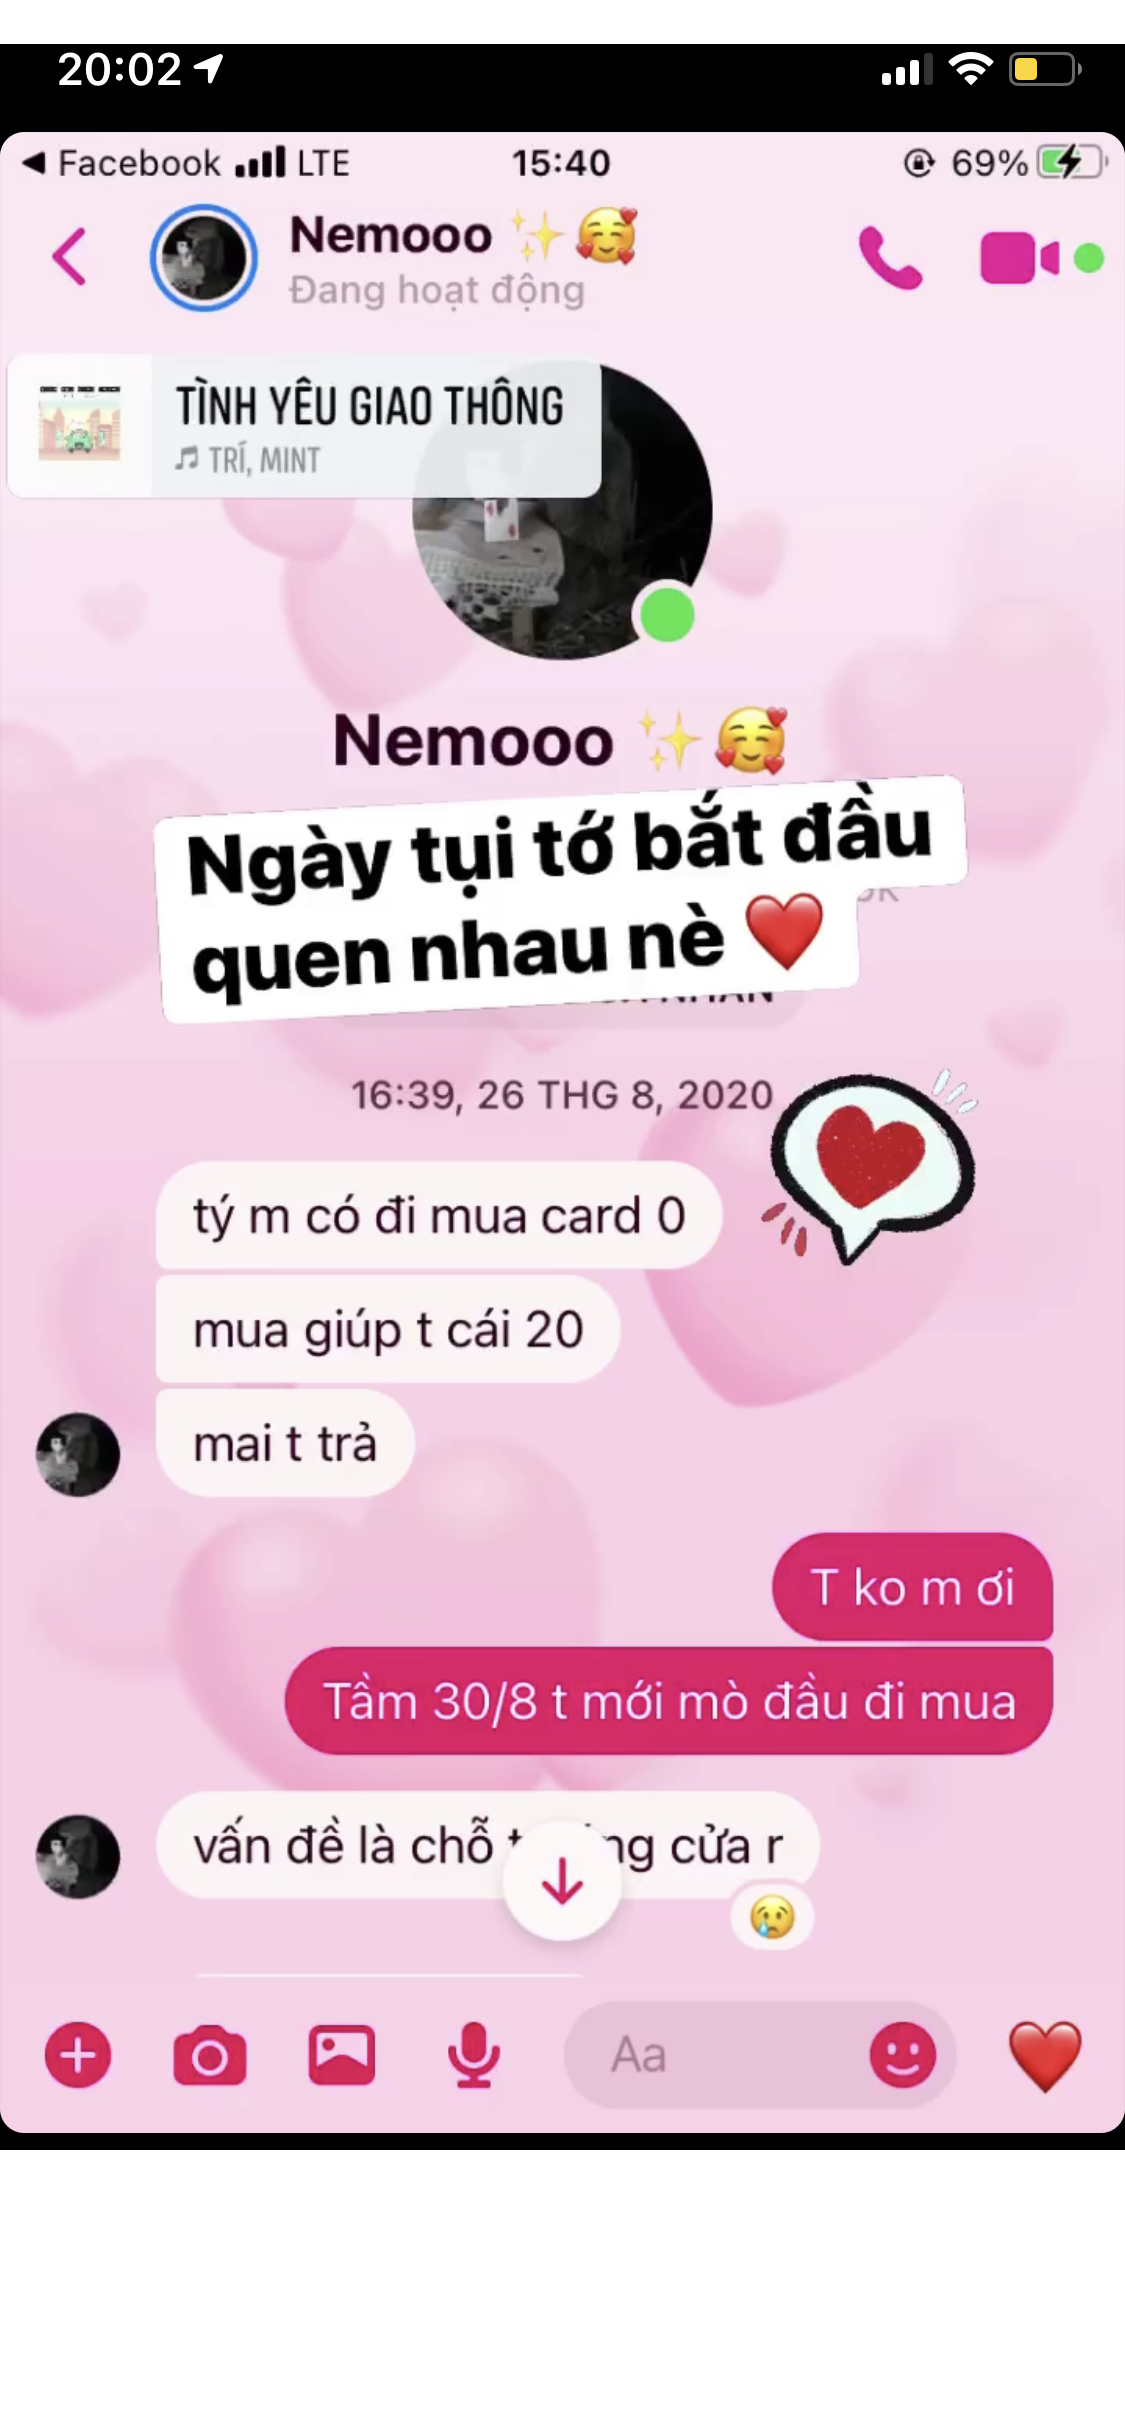 20:02
Facebook LTE 15:40 69%
Nemooo ✨🥰
Đang hoạt động
TÌNH YÊU GIAO THÔNG
TRÍ, MINT
Nemooo ✨🥰
Ngày tụi tớ bắt đầu
quen nhau nè ❤️
16:39, 26 THG 8, 2020
tý m có đi mua card 0
mua giúp t cái 20
mai t trả
T ko m ơi
Tầm 30/8 t mới mò đầu đi mua
vấn đề là chỗ cửa r
😢
Aa